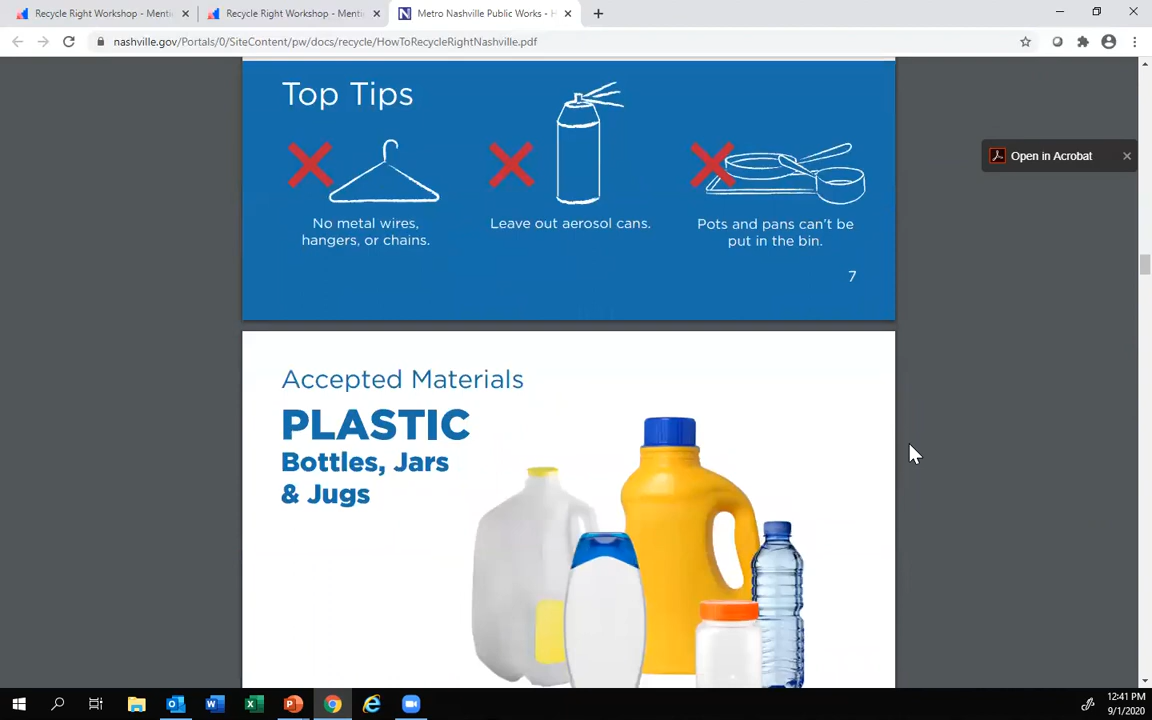 Recycle Right Workshop - Menti
Recycle Right Workshop - Menti
Metro Nashville Public Works - H
nashville.gov/Portals/0/SiteContent/pw/docs/recycle/HowToRecycleRightNashville.pdf
Open in Acrobat
Top Tips
No metal wires,
hangers, or chains.
Leave out aerosol cans.
Pots and pans can't be
put in the bin.
7
Accepted Materials
PLASTIC
Bottles, Jars
& Jugs
12:41 PM
9/1/2020